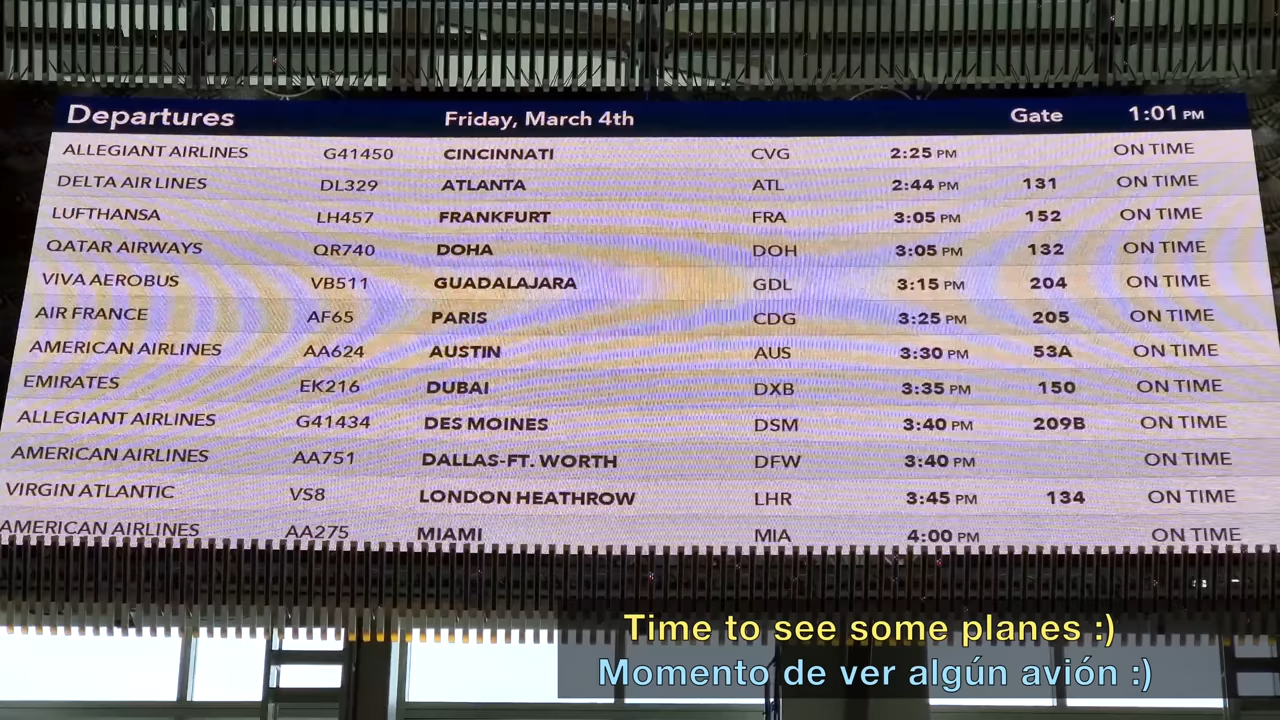 Departures Friday, March 4th Gate 1:01 PM
ALLEGIANT AIRLINES G41450 CINCINNATI CVG 2:25 PM ON TIME
DELTA AIR LINES DL329 ATLANTA ATL 2:44 PM 131 ON TIME
LUFTHANSA LH457 FRANKFURT FRA 3:05 PM 152 ON TIME
QATAR AIRWAYS QR740 DOHA DOH 3:05 PM 132 ON TIME
VIVA AEROBUS VB511 GUADALAJARA GDL 3:15 PM 204 ON TIME
AIR FRANCE AF65 PARIS CDG 3:25 PM 205 ON TIME
AMERICAN AIRLINES AA624 AUSTIN AUS 3:30 PM 53A ON TIME
EMIRATES EK216 DUBAI DXB 3:35 PM 150 ON TIME
ALLEGIANT AIRLINES G41434 DES MOINES DSM 3:40 PM 209B ON TIME
AMERICAN AIRLINES AA751 DALLAS-FT. WORTH DFW 3:40 PM ON TIME
VIRGIN ATLANTIC VS8 LONDON HEATHROW LHR 3:45 PM 134 ON TIME
AMERICAN AIRLINES AA275 MIAMI MIA 4:00 PM ON TIME
Time to see some planes :)
Momento de ver algún avión :)